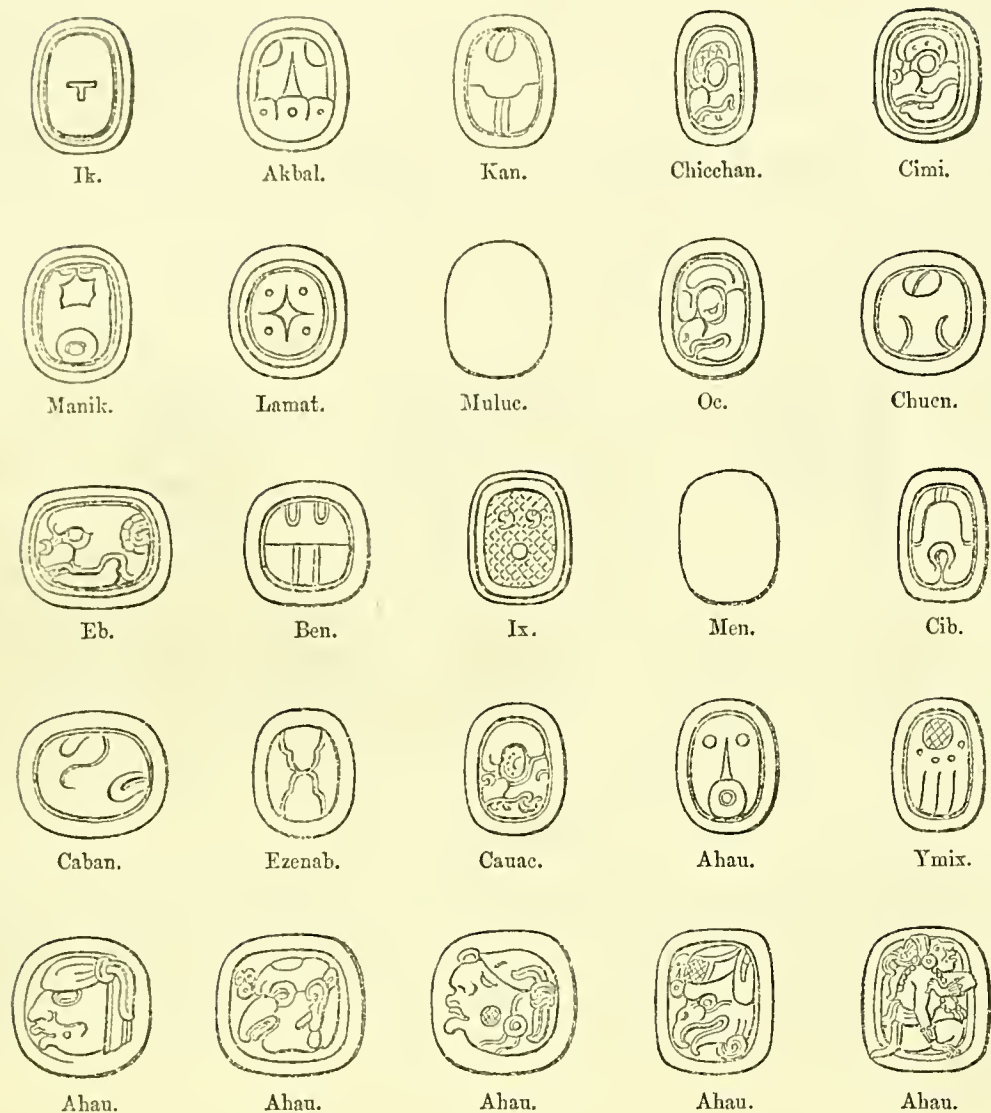 Ik. Akbal. Kan. Chicchan. Cimi.
Manik. Lamat. Muluc. Oc. Chuen.
Eb. Ben. Ix. Men. Cib.
Caban. Ezenab. Cauac. Ahau. Ymix.
Ahau. Ahau. Ahau. Ahau. Ahau.